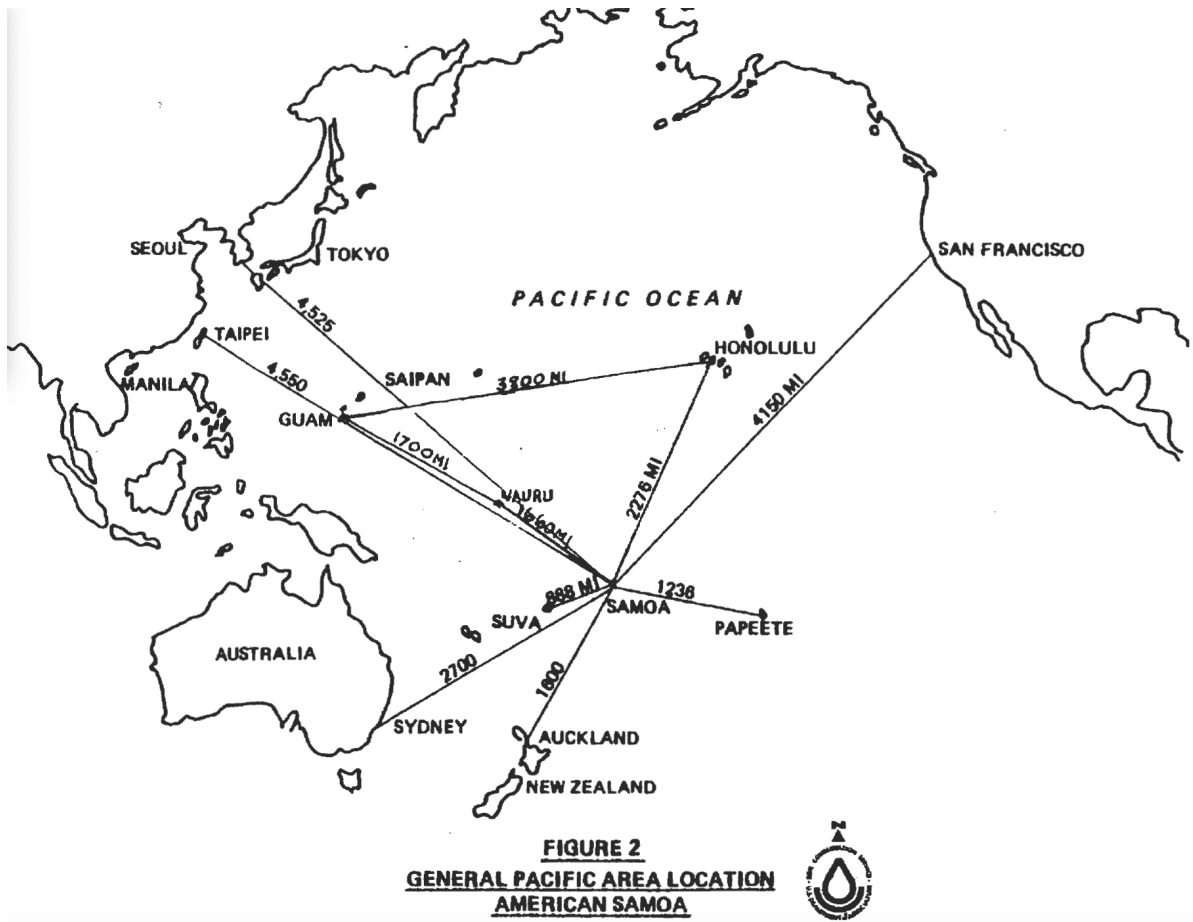 SEOUL
TOKYO
SAN FRANCISCO
4,525
PACIFIC OCEAN
TAIPEI
HONOLULU
4,550
SAIPAN
3800 MI
MANILA
4150 MI
GUAM
1700 MI
2276 MI
1660 MI
888 MI
1236
SAMOA
SUVA
PAPEETE
AUSTRALIA
2700
1600
SYDNEY
AUCKLAND
NEW ZEALAND
FIGURE 2
GENERAL PACIFIC AREA LOCATION
AMERICAN SAMOA
N